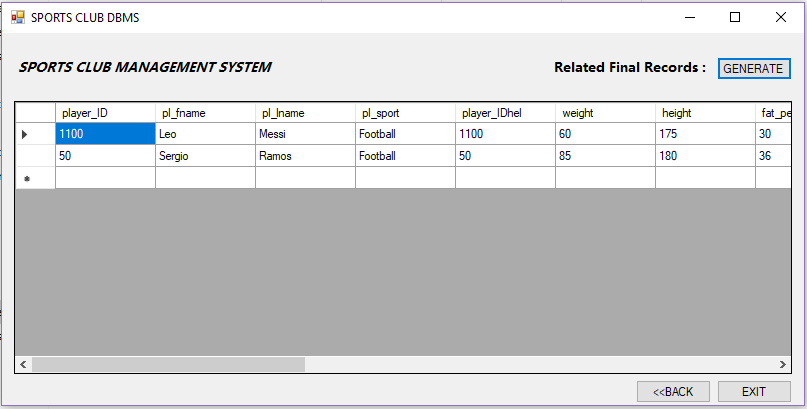 SPORTS CLUB DBMS
SPORTS CLUB MANAGEMENT SYSTEM
Related Final Records : GENERATE
player_ID pl_fname pl_lname pl_sport player_IDhel weight height fat_pe
1100 Leo Messi Football 1100 60 175 30
50 Sergio Ramos Football 50 85 180 36
<<BACK EXIT